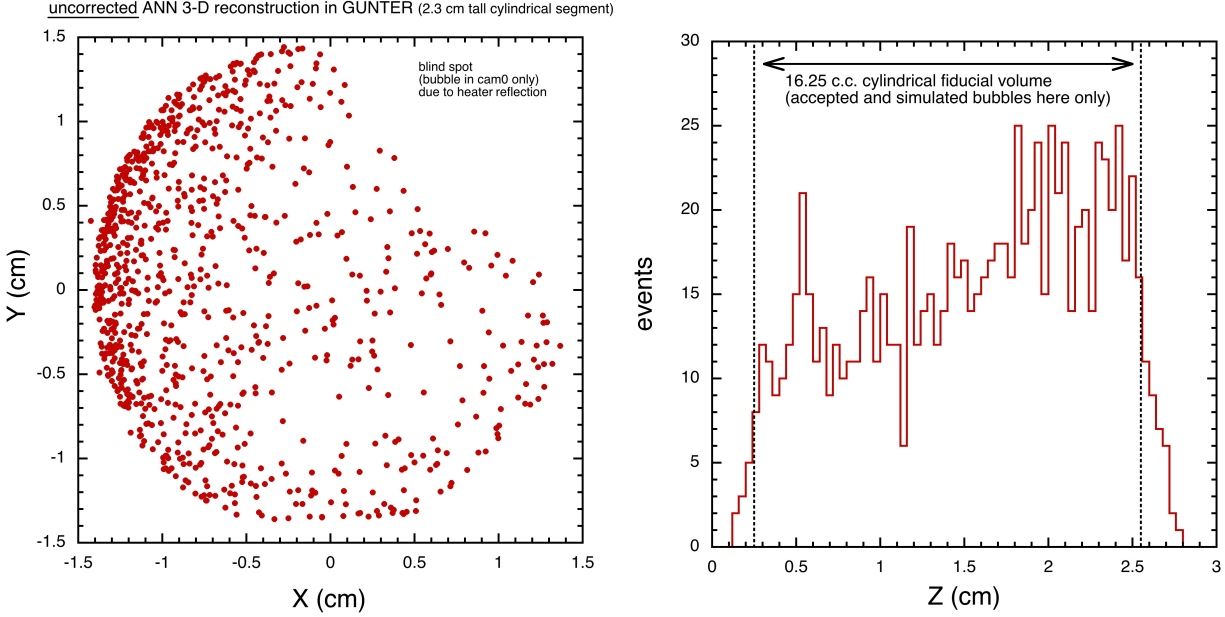 uncorrected ANN 3-D reconstruction in GUNTER (2.3 cm tall cylindrical segment)
1.5
1
0.5
0
-0.5
-1
-1.5
Y (cm)
blind spot
(bubble in cam0 only)
due to heater reflection
-1.5
-1
-0.5
0
0.5
1
1.5
X (cm)
30
25
20
15
10
5
0
events
16.25 c.c. cylindrical fiducial volume
(accepted and simulated bubbles here only)
0
0.5
1
1.5
2
2.5
3
Z (cm)